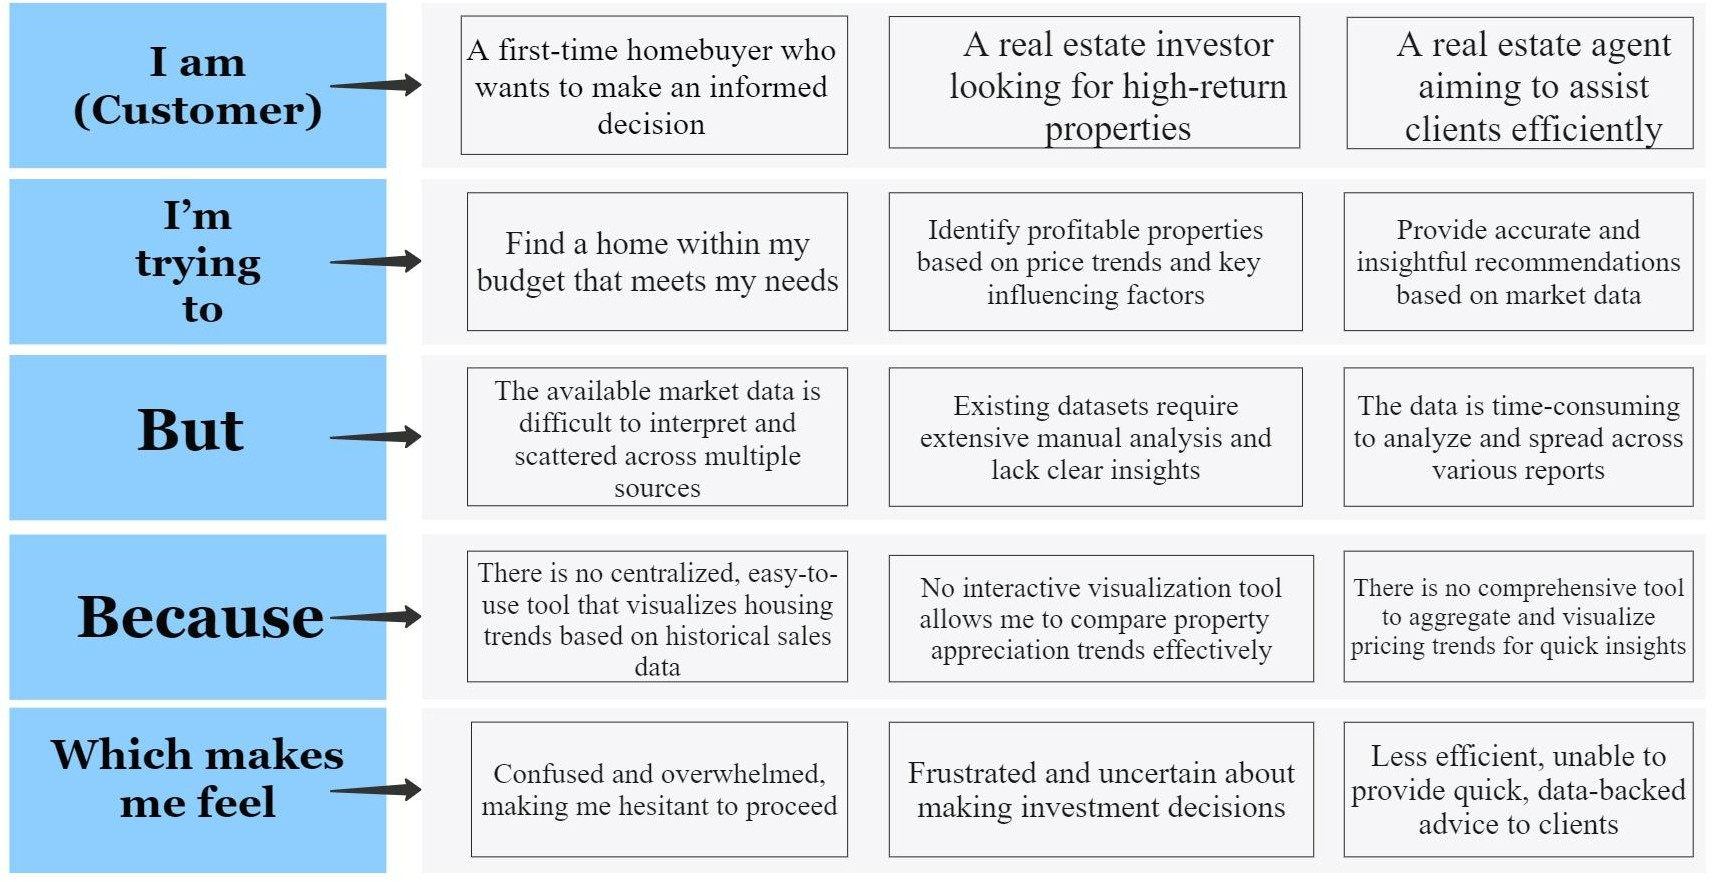 I am
(Customer)
A first-time homebuyer who
wants to make an informed
decision
A real estate investor
looking for high-return
properties
A real estate agent
aiming to assist
clients efficiently
I’m
trying
to
Find a home within my
budget that meets my needs
Identify profitable properties
based on price trends and key
influencing factors
Provide accurate and
insightful recommendations
based on market data
But
The available market data is
difficult to interpret and
scattered across multiple
sources
Existing datasets require
extensive manual analysis and
lack clear insights
The data is time-consuming
to analyze and spread across
various reports
Because
There is no centralized, easy-to-
use tool that visualizes housing
trends based on historical sales
data
No interactive visualization tool
allows me to compare property
appreciation trends effectively
There is no comprehensive tool
to aggregate and visualize
pricing trends for quick insights
Which makes
me feel
Confused and overwhelmed,
making me hesitant to proceed
Frustrated and uncertain about
making investment decisions
Less efficient, unable to
provide quick, data-backed
advice to clients